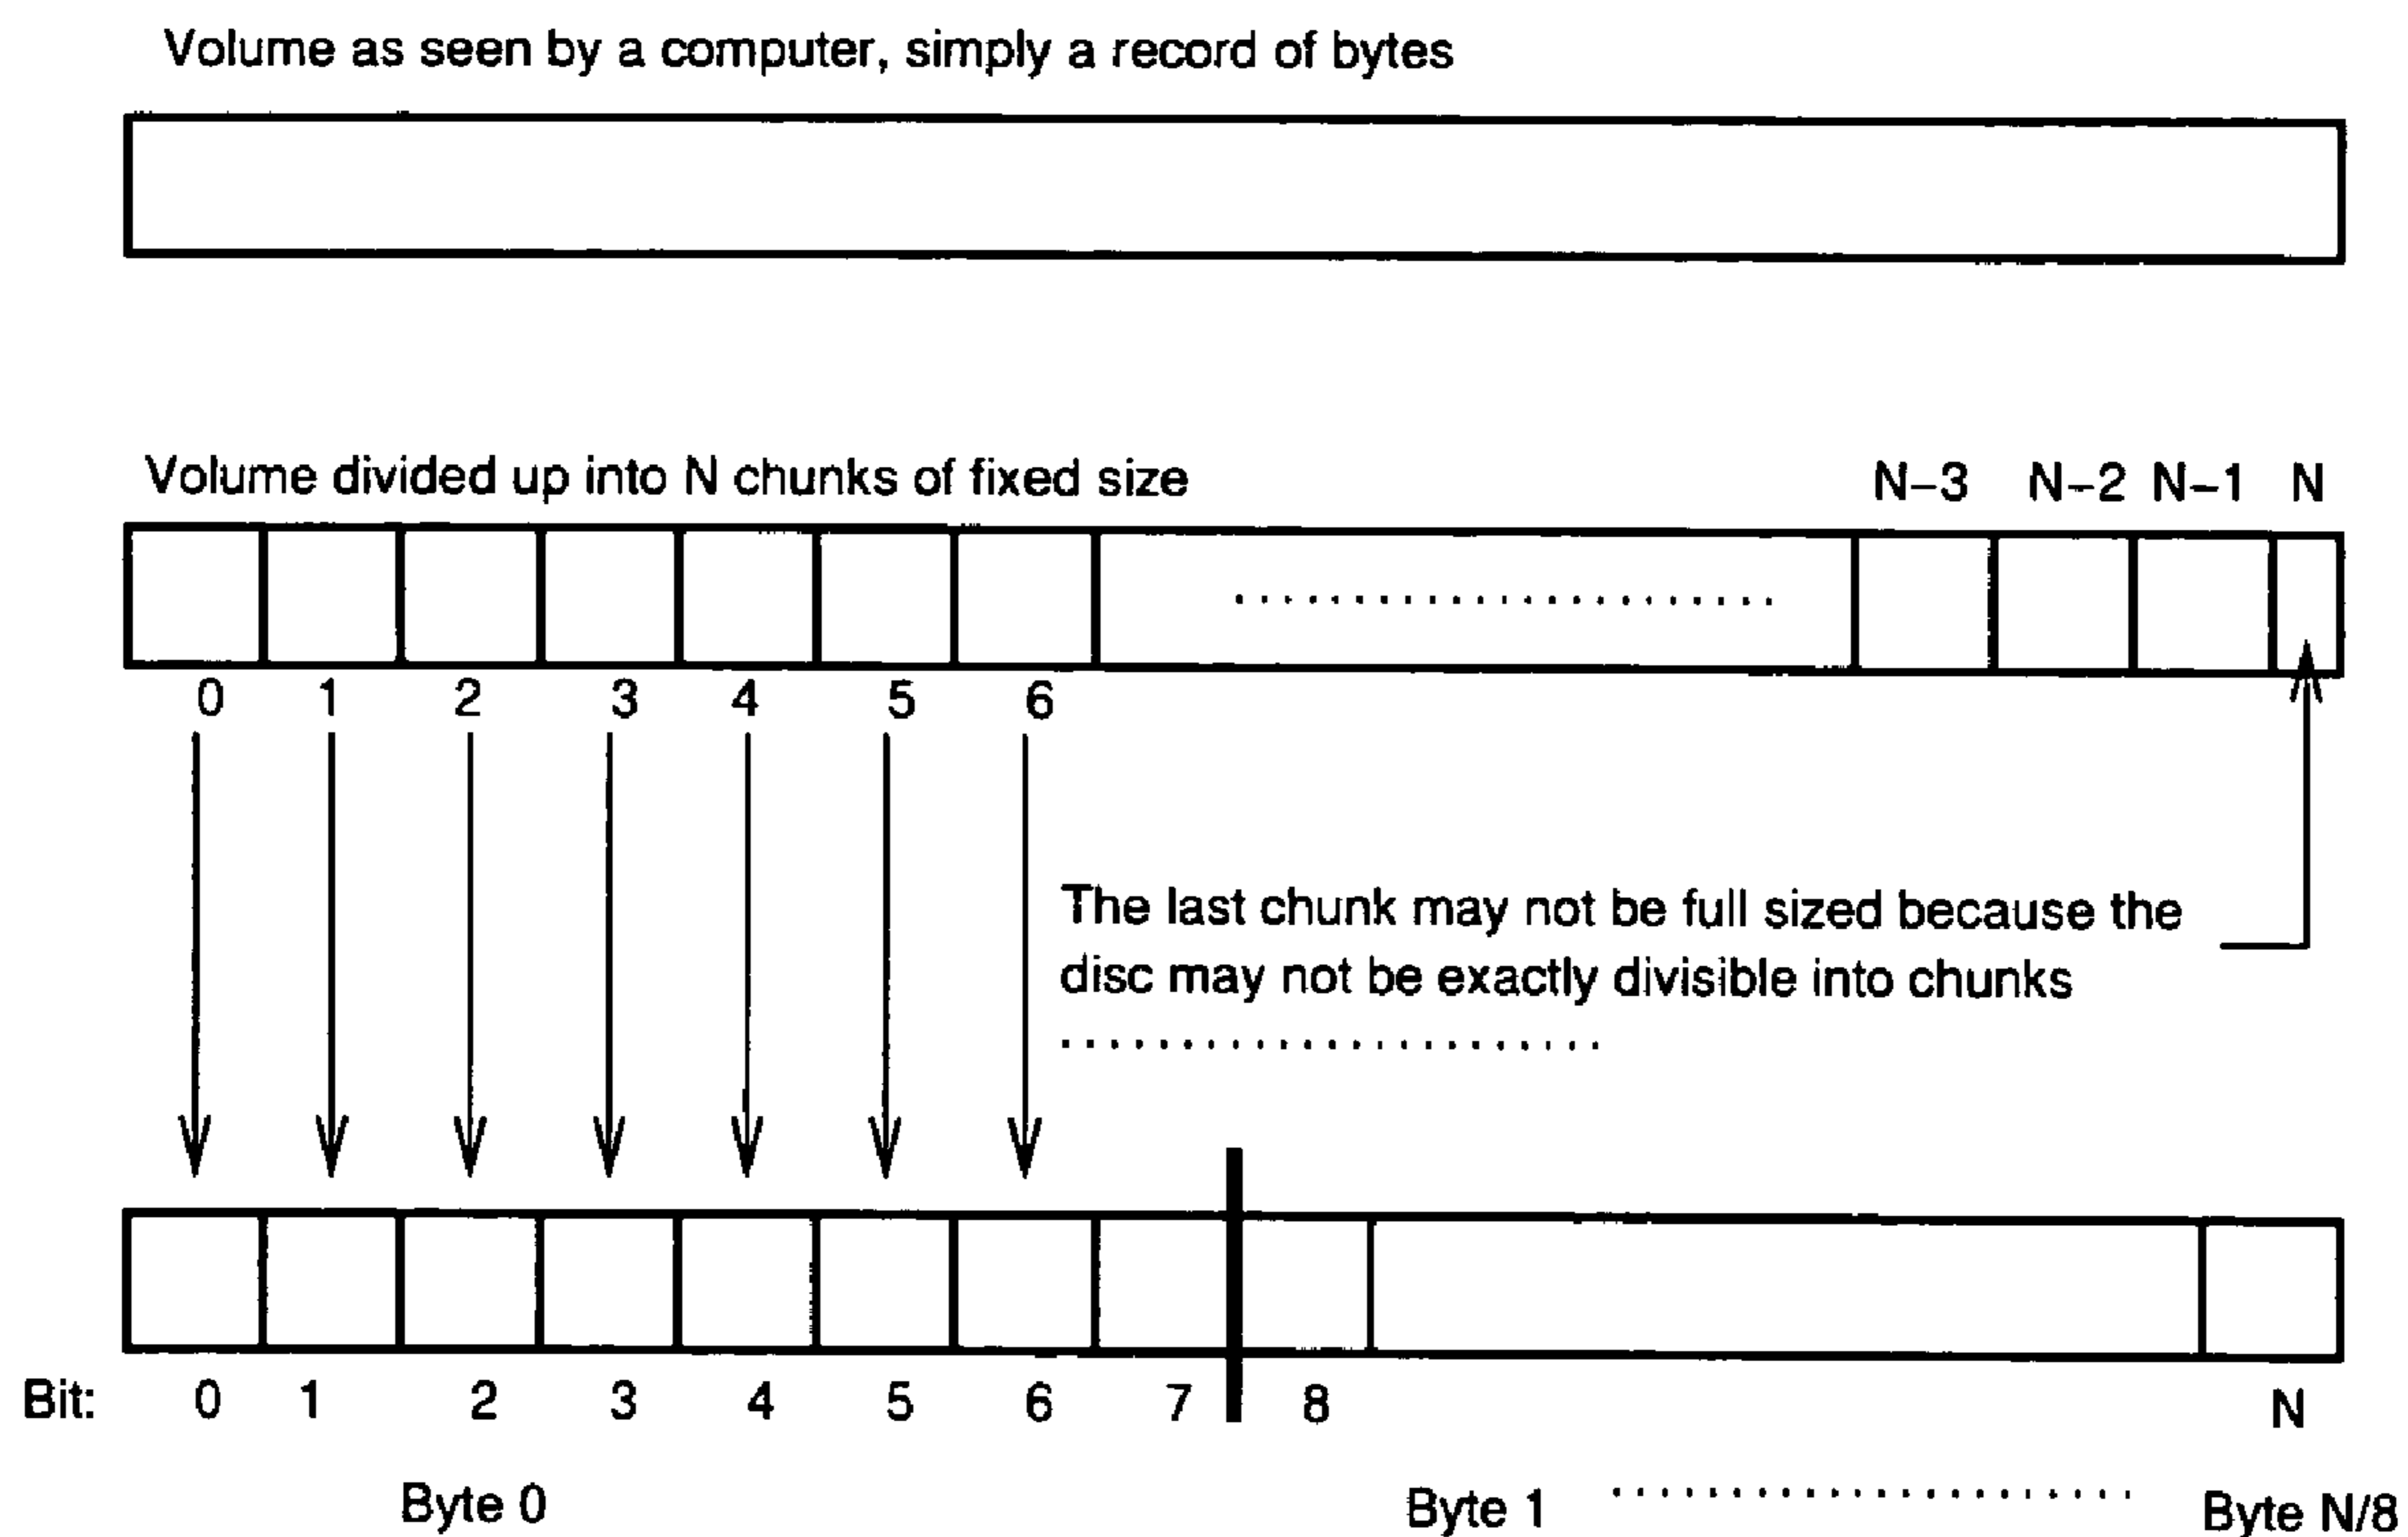 Volume as seen by a computer, simply a record of bytes
Volume divided up into N chunks of fixed size
N–3 N–2 N–1 N
0 1 2 3 4 5 6
The last chunk may not be full sized because the
disc may not be exactly divisible into chunks
Bit: 0 1 2 3 4 5 6 7 8 N
Byte 0 Byte 1 Byte N/8